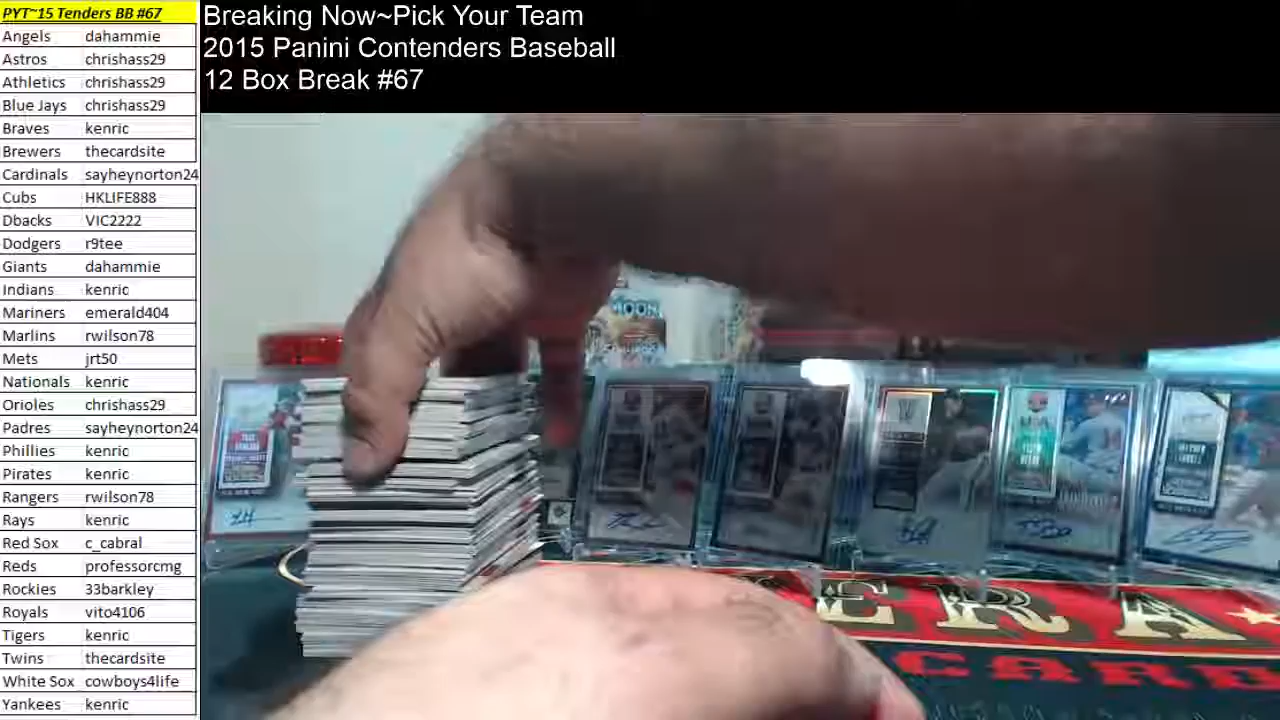 PYT~15 Tenders BB #67
Angels dahammie
Astros chrishass29
Athletics chrishass29
Blue Jays chrishass29
Braves kenric
Brewers thecardsite
Cardinals sayheynorton24
Cubs HKLIFE888
Dbacks VIC2222
Dodgers r9tee
Giants dahammie
Indians kenric
Mariners emerald404
Marlins rwilson78
Mets jrt50
Nationals kenric
Orioles chrishass29
Padres sayheynorton24
Phillies kenric
Pirates kenric
Rangers rwilson78
Rays kenric
Red Sox c_cabral
Reds professorcmg
Rockies 33barkley
Royals vito4106
Tigers kenric
Twins thecardsite
White Sox cowboys4life
Yankees kenric
Breaking Now~Pick Your Team
2015 Panini Contenders Baseball
12 Box Break #67
MOON
ERA
CARD